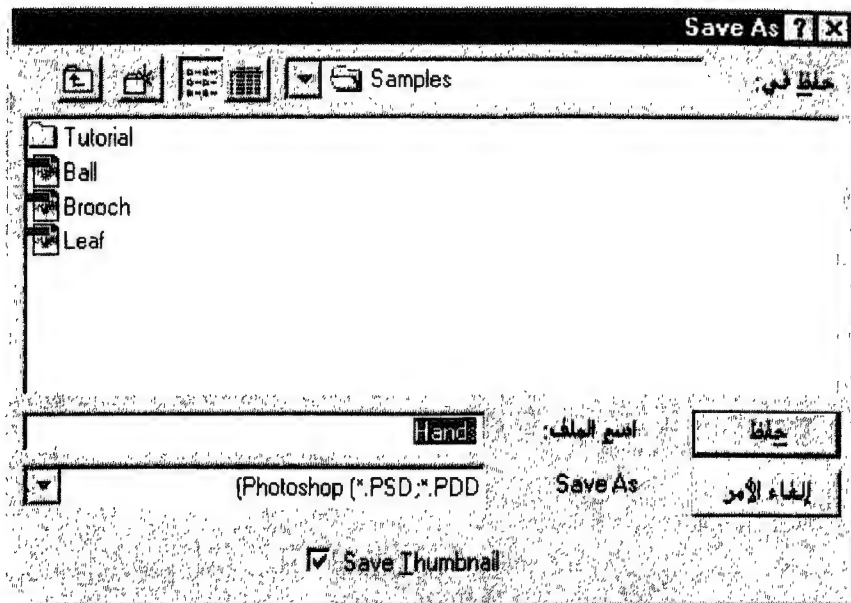 Save As
حفظ في:
Samples
Tutorial
Ball
Brooch
Leaf
اسم الملف:
Hand
حفظ
Save As
(Photoshop (*.PSD;*.PDD
إلغاء الأمر
Save Thumbnail